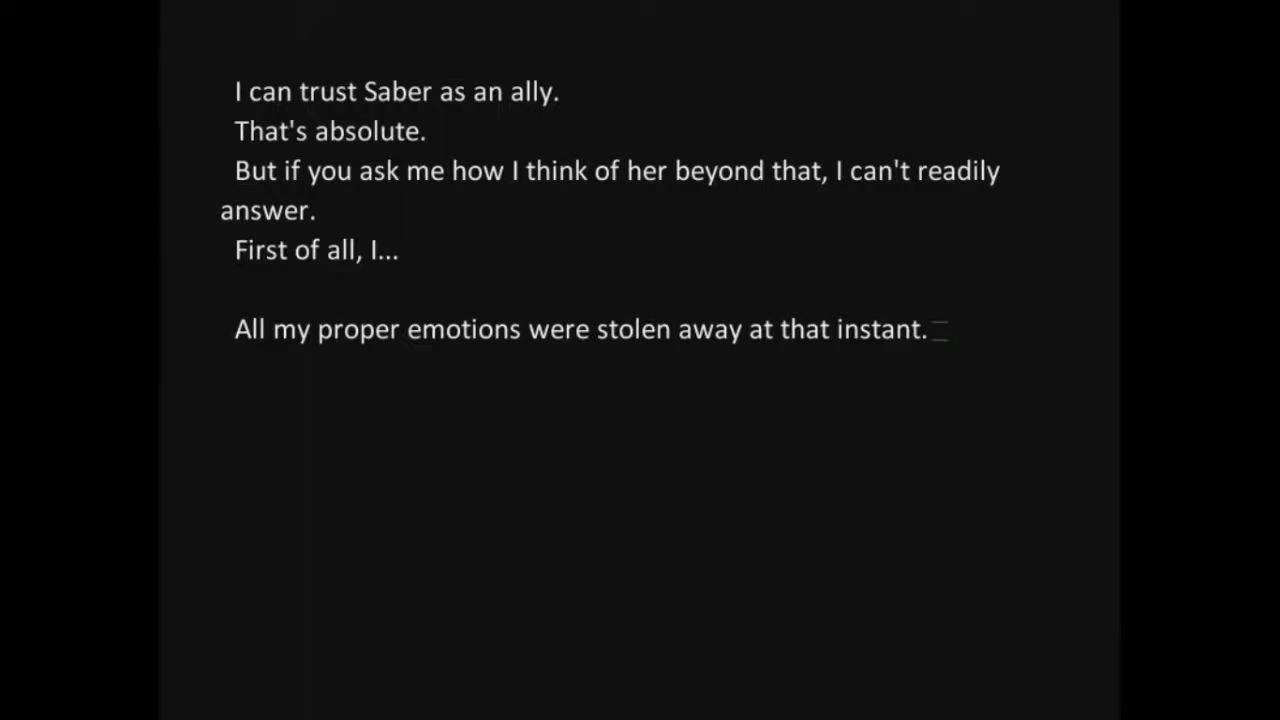 I can trust Saber as an ally.
That's absolute.
But if you ask me how I think of her beyond that, I can't readily
answer.
First of all, I...
All my proper emotions were stolen away at that instant.